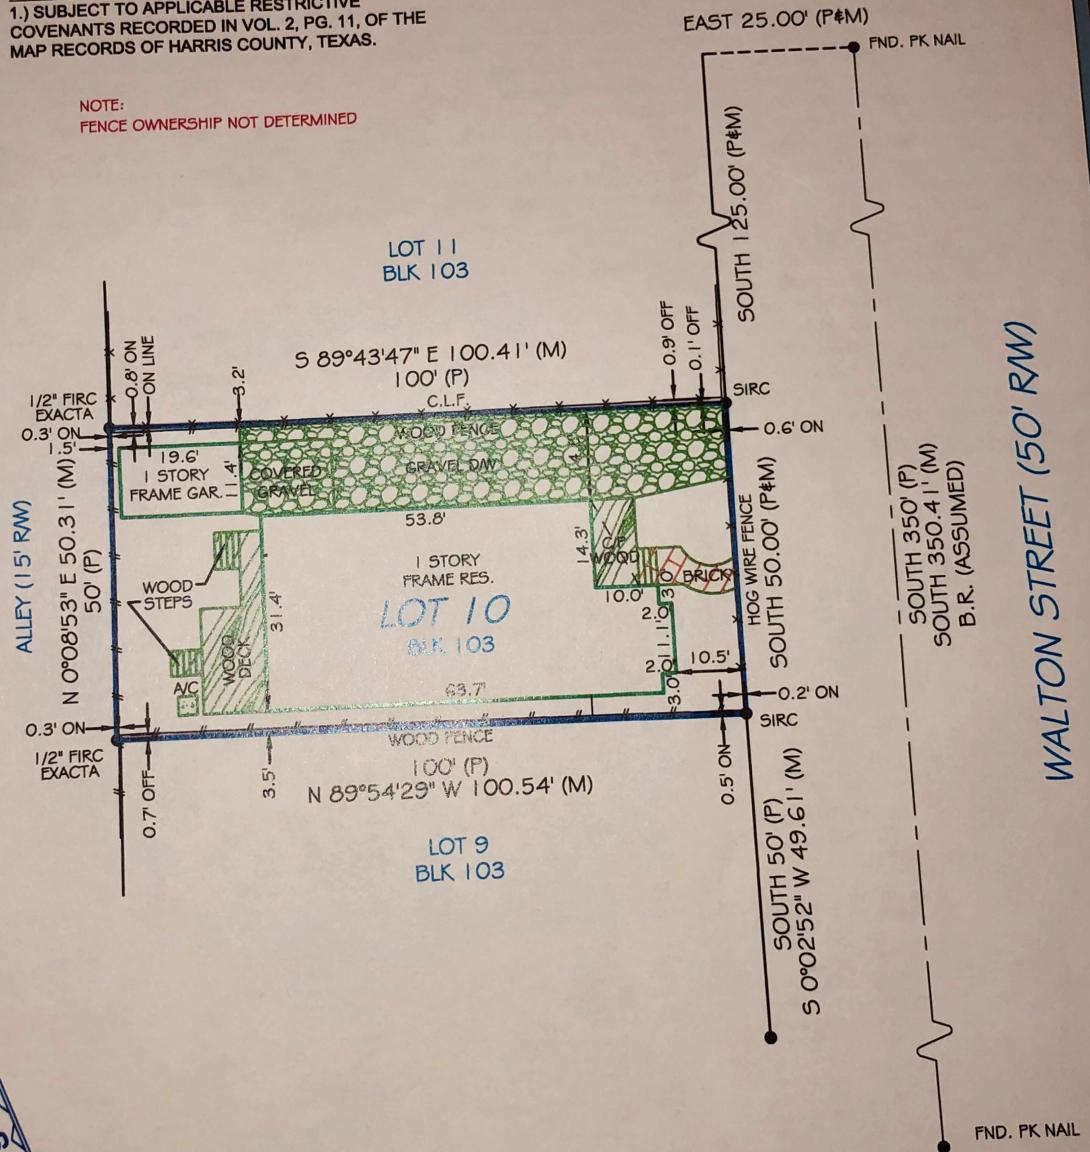 1.) SUBJECT TO APPLICABLE RESTRICTIVE
COVENANTS RECORDED IN VOL. 2, PG. 11, OF THE
MAP RECORDS OF HARRIS COUNTY, TEXAS.
EAST 25.00' (P&M)
FND. PK NAIL
NOTE:
FENCE OWNERSHIP NOT DETERMINED
SOUTH 125.00' (P&M)
LOT 11
BLK 103
0.8' ON
ON LINE
3.2'
S 89°43'47" E 100.41' (M)
100' (P)
C.L.F.
0.9' OFF
0.1' OFF
SIRC
1/2" FIRC
EXACTA
0.3' ON
1.5'
WOOD FENCE
0.6' ON
19.6'
1 STORY
FRAME GAR.
11.4'
COVERED
GRAVEL
GRAVEL D/W
53.8'
14.3'
WOOD
BRICK
10.0'
1 STORY
FRAME RES.
LOT 10
BLK 103
WOOD
STEPS
WOOD
DECK
31.4'
A/C
63.7'
2.0'
11.1'
3.0'
10.5'
HOG WIRE FENCE
SOUTH 50.00' (P&M)
ALLEY (15' R/W)
N 0°08'53" E 50.31' (M)
50' (P)
0.3' ON
1/2" FIRC
EXACTA
0.7' OFF
3.5'
WOOD FENCE
100' (P)
N 89°54'29" W 100.54' (M)
0.2' ON
SIRC
0.5' ON
LOT 9
BLK 103
SOUTH 50' (P)
S 0°02'52" W 49.61' (M)
SOUTH 350' (P)
SOUTH 350.41' (M)
B.R. (ASSUMED)
WALTON STREET (50' R/W)
FND. PK NAIL